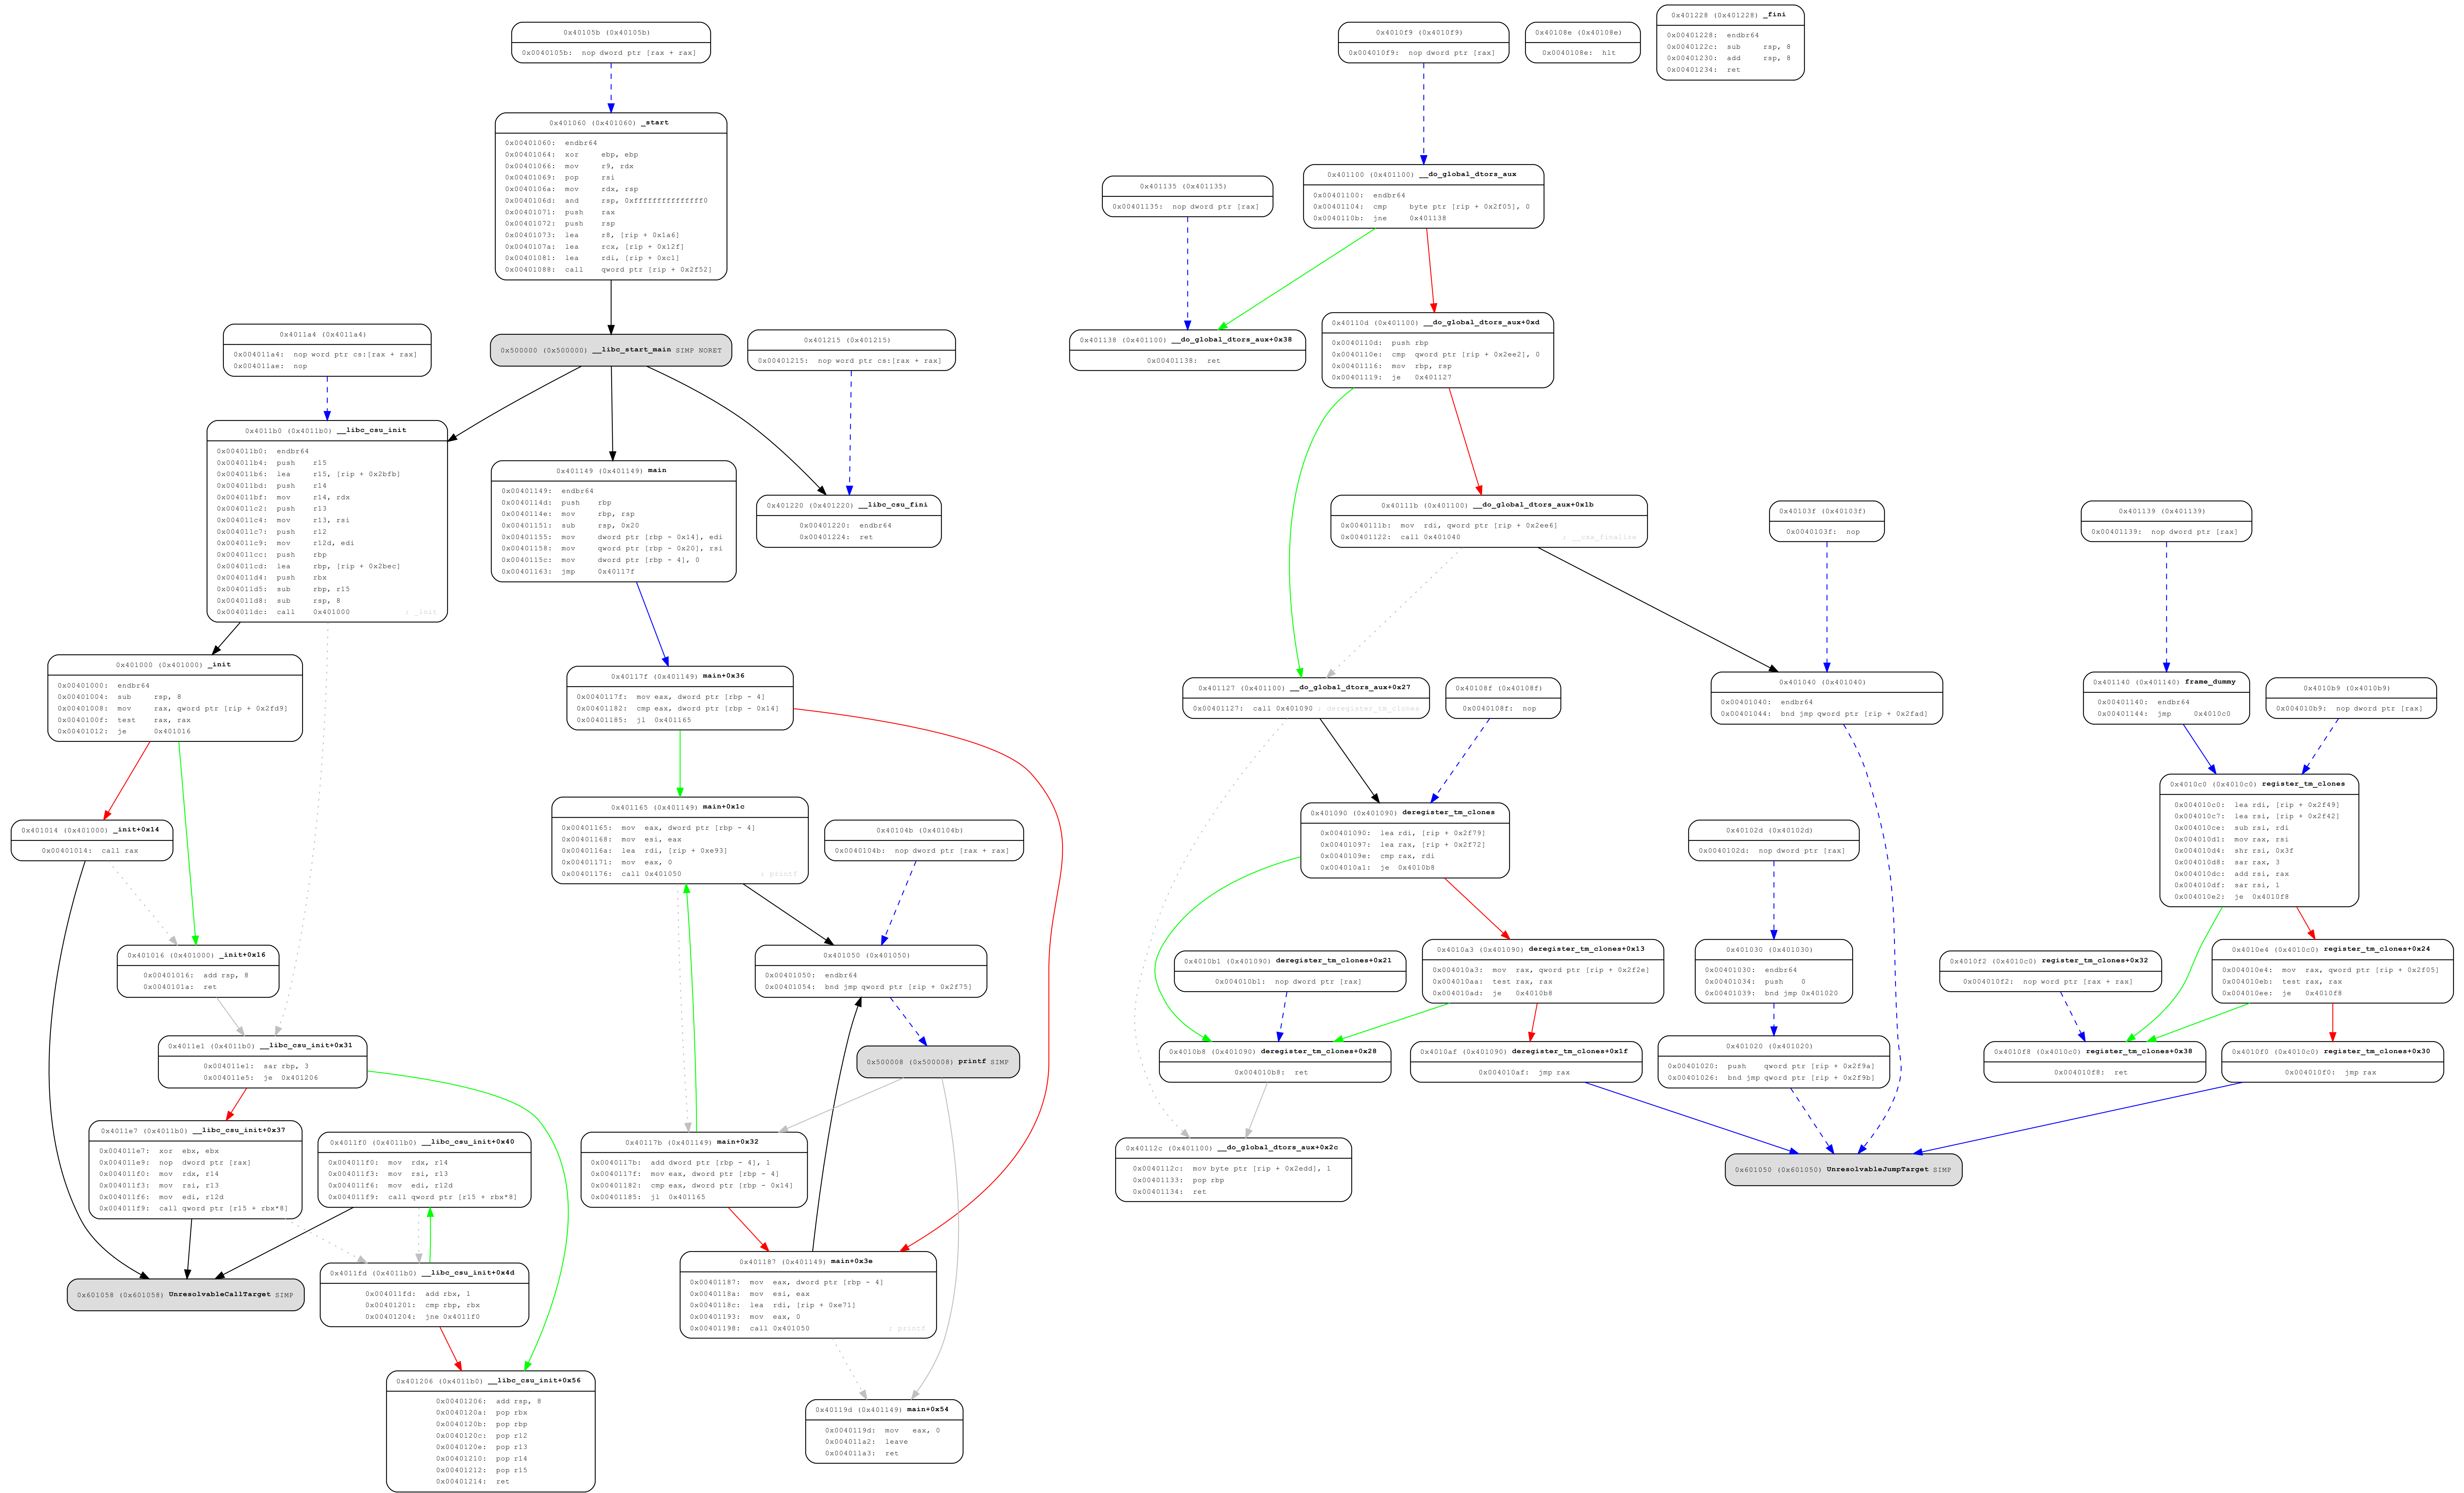 0x40105b (0x40105b)
0x0040105b: nop dword ptr [rax + rax]
0x4010f9 (0x4010f9)
0x004010f9: nop dword ptr [rax]
0x40108e (0x40108e)
0x0040108e: hlt
0x401228 (0x401228) _fini
0x00401228: endbr64
0x0040122c: sub rsp, 8
0x00401230: add rsp, 8
0x00401234: ret
0x401060 (0x401060) _start
0x00401060: endbr64
0x00401064: xor ebp, ebp
0x00401066: mov r9, rdx
0x00401069: pop rsi
0x0040106a: mov rdx, rsp
0x0040106d: and rsp, 0xfffffffffffffff0
0x00401071: push rax
0x00401072: push rsp
0x00401073: lea r8, [rip + 0x1a6]
0x0040107a: lea rcx, [rip + 0x12f]
0x00401081: lea rdi, [rip + 0xc1]
0x00401088: call qword ptr [rip + 0x2f52]
0x401135 (0x401135)
0x00401135: nop dword ptr [rax]
0x401100 (0x401100) __do_global_dtors_aux
0x00401100: endbr64
0x00401104: cmp byte ptr [rip + 0x2f05], 0
0x0040110b: jne 0x401138
0x4011a4 (0x4011a4)
0x004011a4: nop word ptr cs:[rax + rax]
0x004011ae: nop
0x500000 (0x500000) __libc_start_main SIMP NORET
0x401215 (0x401215)
0x00401215: nop word ptr cs:[rax + rax]
0x401138 (0x401100) __do_global_dtors_aux+0x38
0x00401138: ret
0x40110d (0x401100) __do_global_dtors_aux+0xd
0x0040110d: push rbp
0x0040110e: cmp qword ptr [rip + 0x2ee2], 0
0x00401116: mov rbp, rsp
0x00401119: je 0x401127
0x4011b0 (0x4011b0) __libc_csu_init
0x004011b0: endbr64
0x004011b4: push r15
0x004011b6: lea r15, [rip + 0x2bfb]
0x004011bd: push r14
0x004011bf: mov r14, rdx
0x004011c2: push r13
0x004011c4: mov r13, rsi
0x004011c7: push r12
0x004011c9: mov r12d, edi
0x004011cc: push rbp
0x004011cd: lea rbp, [rip + 0x2bec]
0x004011d4: push rbx
0x004011d5: sub rbp, r15
0x004011d8: sub rsp, 8
0x004011dc: call 0x401000 ; _init
0x401149 (0x401149) main
0x00401149: endbr64
0x0040114d: push rbp
0x0040114e: mov rbp, rsp
0x00401151: sub rsp, 0x20
0x00401155: mov dword ptr [rbp - 0x14], edi
0x00401158: mov qword ptr [rbp - 0x20], rsi
0x0040115c: mov dword ptr [rbp - 4], 0
0x00401163: jmp 0x40117f
0x401220 (0x401220) __libc_csu_fini
0x00401220: endbr64
0x00401224: ret
0x40111b (0x401100) __do_global_dtors_aux+0x1b
0x0040111b: mov rdi, qword ptr [rip + 0x2ee6]
0x00401122: call 0x401040 ; __cxa_finalize
0x40103f (0x40103f)
0x0040103f: nop
0x401139 (0x401139)
0x00401139: nop dword ptr [rax]
0x401000 (0x401000) _init
0x00401000: endbr64
0x00401004: sub rsp, 8
0x00401008: mov rax, qword ptr [rip + 0x2fd9]
0x0040100f: test rax, rax
0x00401012: je 0x401016
0x40117f (0x401149) main+0x36
0x0040117f: mov eax, dword ptr [rbp - 4]
0x00401182: cmp eax, dword ptr [rbp - 0x14]
0x00401185: jl 0x401165
0x401127 (0x401100) __do_global_dtors_aux+0x27
0x00401127: call 0x401090 ; deregister_tm_clones
0x40108f (0x40108f)
0x0040108f: nop
0x401040 (0x401040)
0x00401040: endbr64
0x00401044: bnd jmp qword ptr [rip + 0x2fad]
0x401140 (0x401140) frame_dummy
0x00401140: endbr64
0x00401144: jmp 0x4010c0
0x4010b9 (0x4010b9)
0x004010b9: nop dword ptr [rax]
0x401014 (0x401000) _init+0x14
0x00401014: call rax
0x401165 (0x401149) main+0x1c
0x00401165: mov eax, dword ptr [rbp - 4]
0x00401168: mov esi, eax
0x0040116a: lea rdi, [rip + 0xe93]
0x00401171: mov eax, 0
0x00401176: call 0x401050 ; printf
0x40104b (0x40104b)
0x0040104b: nop dword ptr [rax + rax]
0x401090 (0x401090) deregister_tm_clones
0x00401090: lea rdi, [rip + 0x2f79]
0x00401097: lea rax, [rip + 0x2f72]
0x0040109e: cmp rax, rdi
0x004010a1: je 0x4010b8
0x40102d (0x40102d)
0x0040102d: nop dword ptr [rax]
0x4010c0 (0x4010c0) register_tm_clones
0x004010c0: lea rdi, [rip + 0x2f49]
0x004010c7: lea rsi, [rip + 0x2f42]
0x004010ce: sub rsi, rdi
0x004010d1: mov rax, rsi
0x004010d4: shr rsi, 0x3f
0x004010d8: sar rax, 3
0x004010dc: add rsi, rax
0x004010df: sar rsi, 1
0x004010e2: je 0x4010f8
0x401016 (0x401000) _init+0x16
0x00401016: add rsp, 8
0x0040101a: ret
0x401050 (0x401050)
0x00401050: endbr64
0x00401054: bnd jmp qword ptr [rip + 0x2f75]
0x4010b1 (0x401090) deregister_tm_clones+0x21
0x004010b1: nop dword ptr [rax]
0x4010a3 (0x401090) deregister_tm_clones+0x13
0x004010a3: mov rax, qword ptr [rip + 0x2f2e]
0x004010aa: test rax, rax
0x004010ad: je 0x4010b8
0x401030 (0x401030)
0x00401030: endbr64
0x00401034: push 0
0x00401039: bnd jmp 0x401020
0x4010f2 (0x4010c0) register_tm_clones+0x32
0x004010f2: nop word ptr [rax + rax]
0x4010e4 (0x4010c0) register_tm_clones+0x24
0x004010e4: mov rax, qword ptr [rip + 0x2f05]
0x004010eb: test rax, rax
0x004010ee: je 0x4010f8
0x4011e1 (0x4011b0) __libc_csu_init+0x31
0x004011e1: sar rbp, 3
0x004011e5: je 0x401206
0x500008 (0x500008) printf SIMP
0x4010b8 (0x401090) deregister_tm_clones+0x28
0x004010b8: ret
0x4010af (0x401090) deregister_tm_clones+0x1f
0x004010af: jmp rax
0x401020 (0x401020)
0x00401020: push qword ptr [rip + 0x2f9a]
0x00401026: bnd jmp qword ptr [rip + 0x2f9b]
0x4010f8 (0x4010c0) register_tm_clones+0x38
0x004010f8: ret
0x4010f0 (0x4010c0) register_tm_clones+0x30
0x004010f0: jmp rax
0x4011e7 (0x4011b0) __libc_csu_init+0x37
0x004011e7: xor ebx, ebx
0x004011e9: nop dword ptr [rax]
0x004011f0: mov rdx, r14
0x004011f3: mov rsi, r13
0x004011f6: mov edi, r12d
0x004011f9: call qword ptr [r15 + rbx*8]
0x4011f0 (0x4011b0) __libc_csu_init+0x40
0x004011f0: mov rdx, r14
0x004011f3: mov rsi, r13
0x004011f6: mov edi, r12d
0x004011f9: call qword ptr [r15 + rbx*8]
0x40117b (0x401149) main+0x32
0x0040117b: add dword ptr [rbp - 4], 1
0x0040117f: mov eax, dword ptr [rbp - 4]
0x00401182: cmp eax, dword ptr [rbp - 0x14]
0x00401185: jl 0x401165
0x40112c (0x401100) __do_global_dtors_aux+0x2c
0x0040112c: mov byte ptr [rip + 0x2edd], 1
0x00401133: pop rbp
0x00401134: ret
0x601050 (0x601050) UnresolvableJumpTarget SIMP
0x601058 (0x601058) UnresolvableCallTarget SIMP
0x4011fd (0x4011b0) __libc_csu_init+0x4d
0x004011fd: add rbx, 1
0x00401201: cmp rbp, rbx
0x00401204: jne 0x4011f0
0x401187 (0x401149) main+0x3e
0x00401187: mov eax, dword ptr [rbp - 4]
0x0040118a: mov esi, eax
0x0040118c: lea rdi, [rip + 0xe71]
0x00401193: mov eax, 0
0x00401198: call 0x401050 ; printf
0x401206 (0x4011b0) __libc_csu_init+0x56
0x00401206: add rsp, 8
0x0040120a: pop rbx
0x0040120b: pop rbp
0x0040120c: pop r12
0x0040120e: pop r13
0x00401210: pop r14
0x00401212: pop r15
0x00401214: ret
0x40119d (0x401149) main+0x54
0x0040119d: mov eax, 0
0x004011a2: leave
0x004011a3: ret